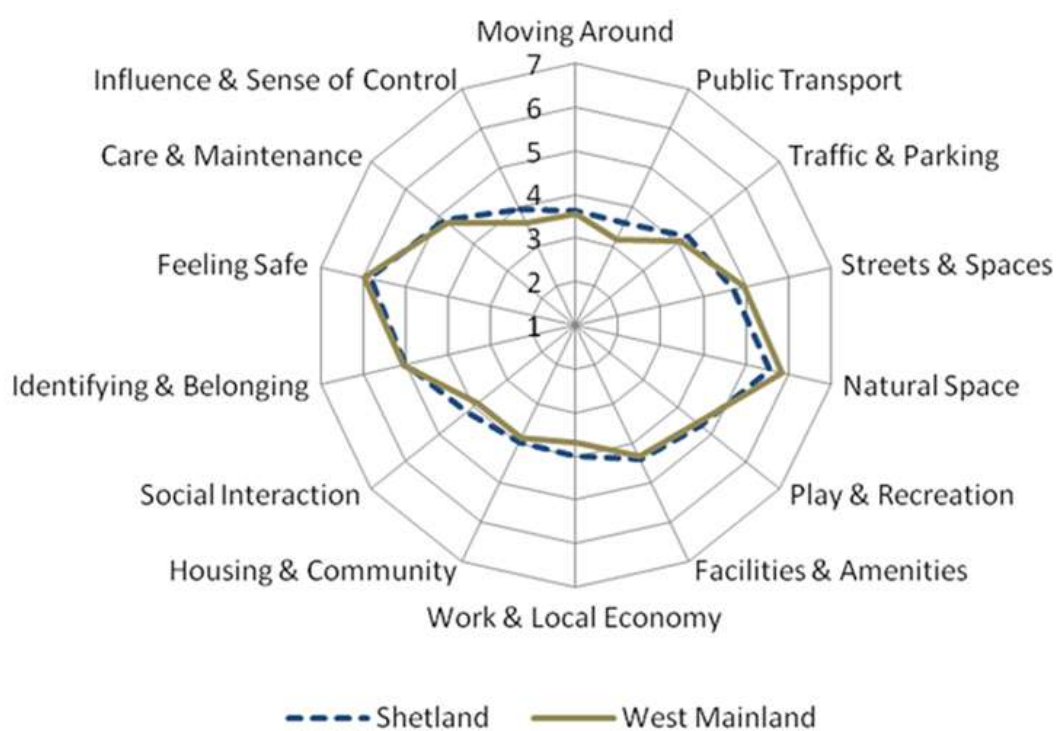 Moving Around
Public Transport
Traffic & Parking
Streets & Spaces
Natural Space
Play & Recreation
Facilities & Amenities
Work & Local Economy
Housing & Community
Social Interaction
Identifying & Belonging
Feeling Safe
Care & Maintenance
Influence & Sense of Control
7
6
5
4
3
2
1
Shetland
West Mainland